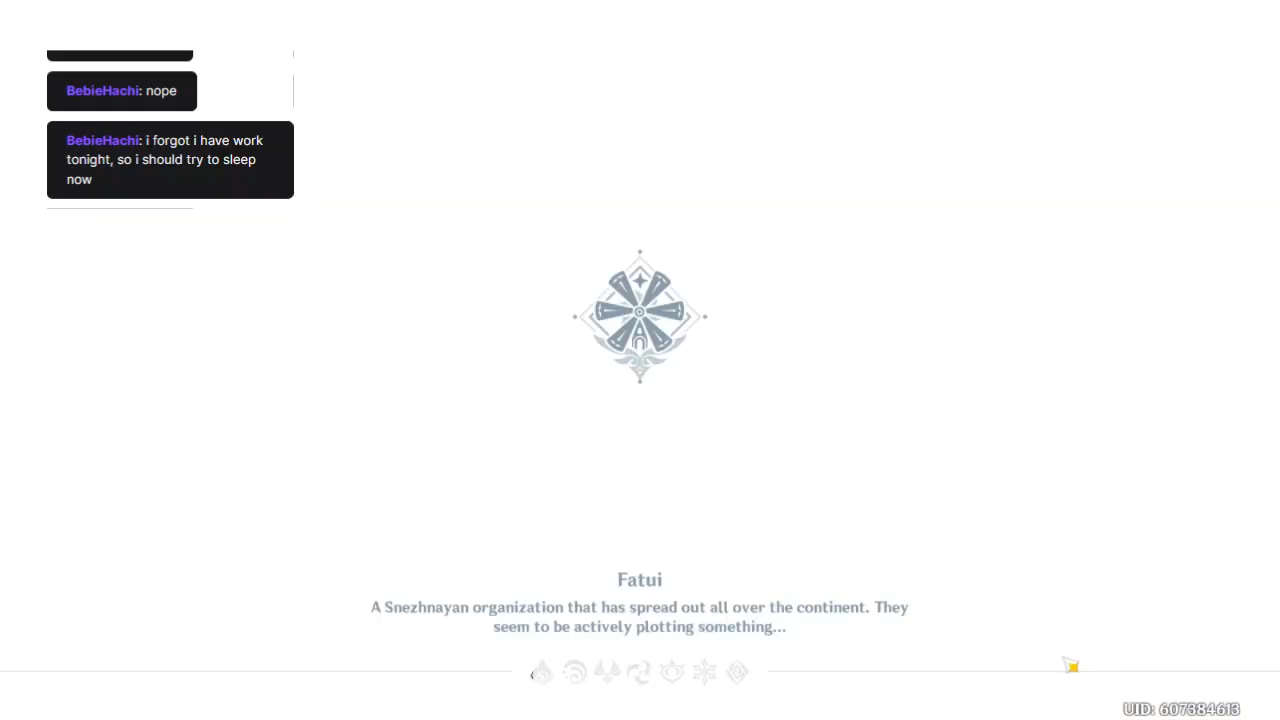 BebieHachi: nope
BebieHachi: i forgot i have work
tonight, so i should try to sleep
now
Fatui
A Snezhnayan organization that has spread out all over the continent. They
seem to be actively plotting something...
UID: 607384613